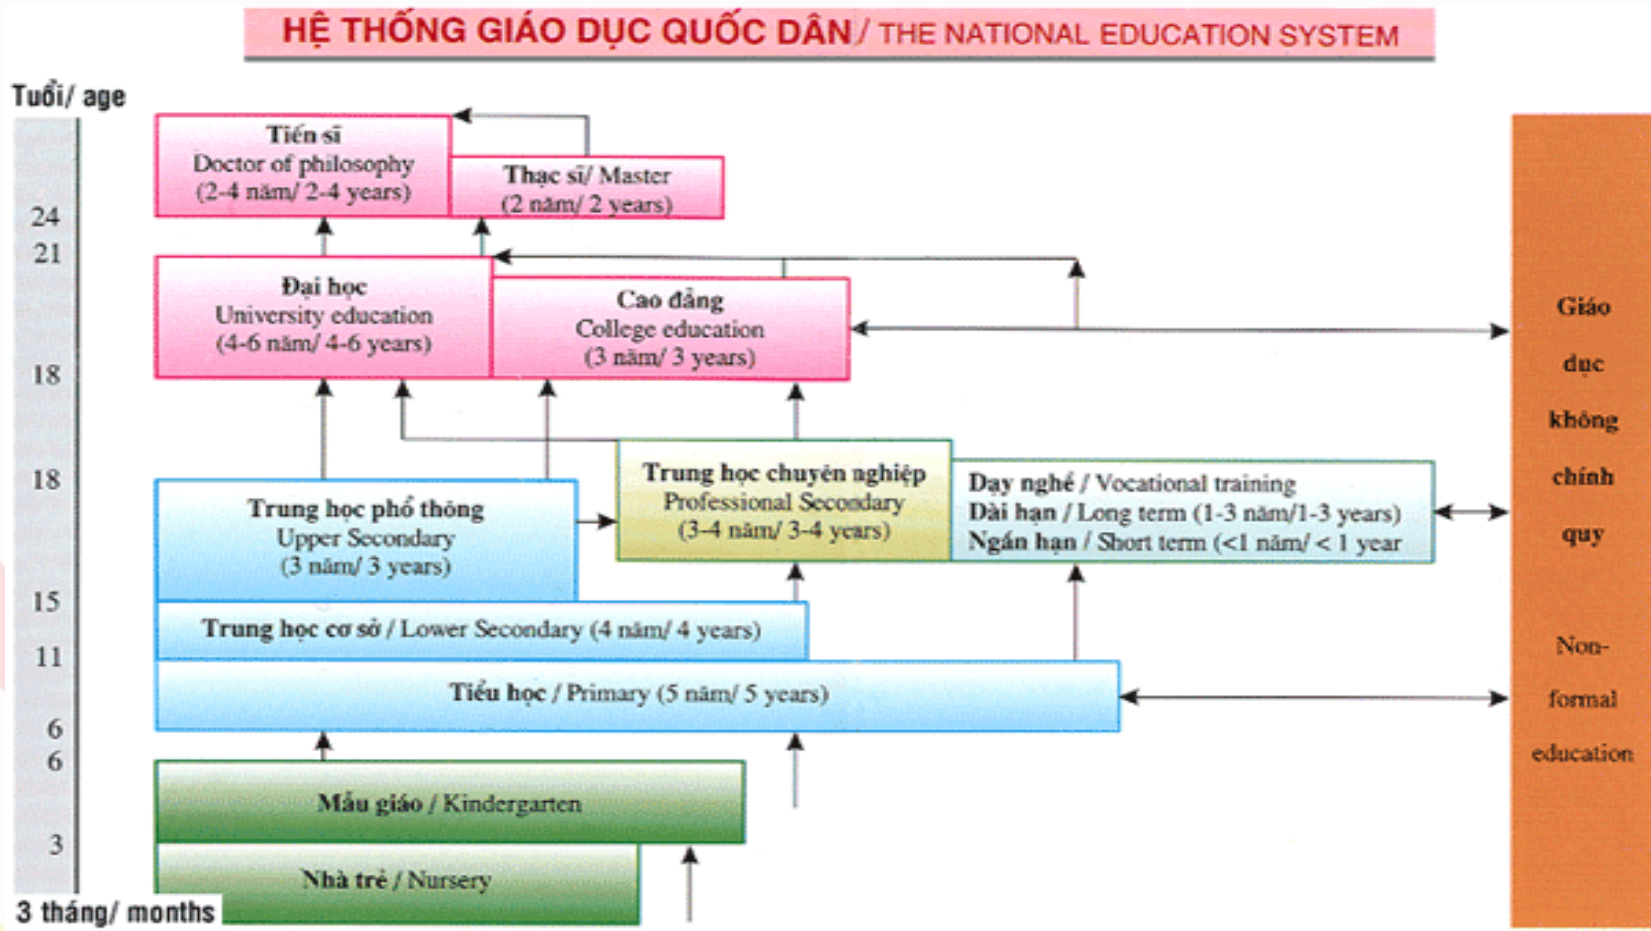 HỆ THỐNG GIÁO DỤC QUỐC DÂN/ THE NATIONAL EDUCATION SYSTEM
Tuổi/ age
Tiến sĩ
Doctor of philosophy
(2-4 năm/ 2-4 years)
Thạc sĩ/ Master
(2 năm/ 2 years)
24
21
Đại học
University education
(4-6 năm/ 4-6 years)
Cao đẳng
College education
(3 năm/ 3 years)
18
18
Trung học phổ thông
Upper Secondary
(3 năm/ 3 years)
Trung học chuyên nghiệp
Professional Secondary
(3-4 năm/ 3-4 years)
Dạy nghề / Vocational training
Dài hạn / Long term (1-3 năm/1-3 years)
Ngắn hạn / Short term (<1 năm/ < 1 year
15
Trung học cơ sở / Lower Secondary (4 năm/ 4 years)
11
Tiểu học / Primary (5 năm/ 5 years)
6
6
Mẫu giáo / Kindergarten
3
Nhà trẻ / Nursery
3 tháng/ months
Giáo
dục
không
chính
quy
Non-
formal
education